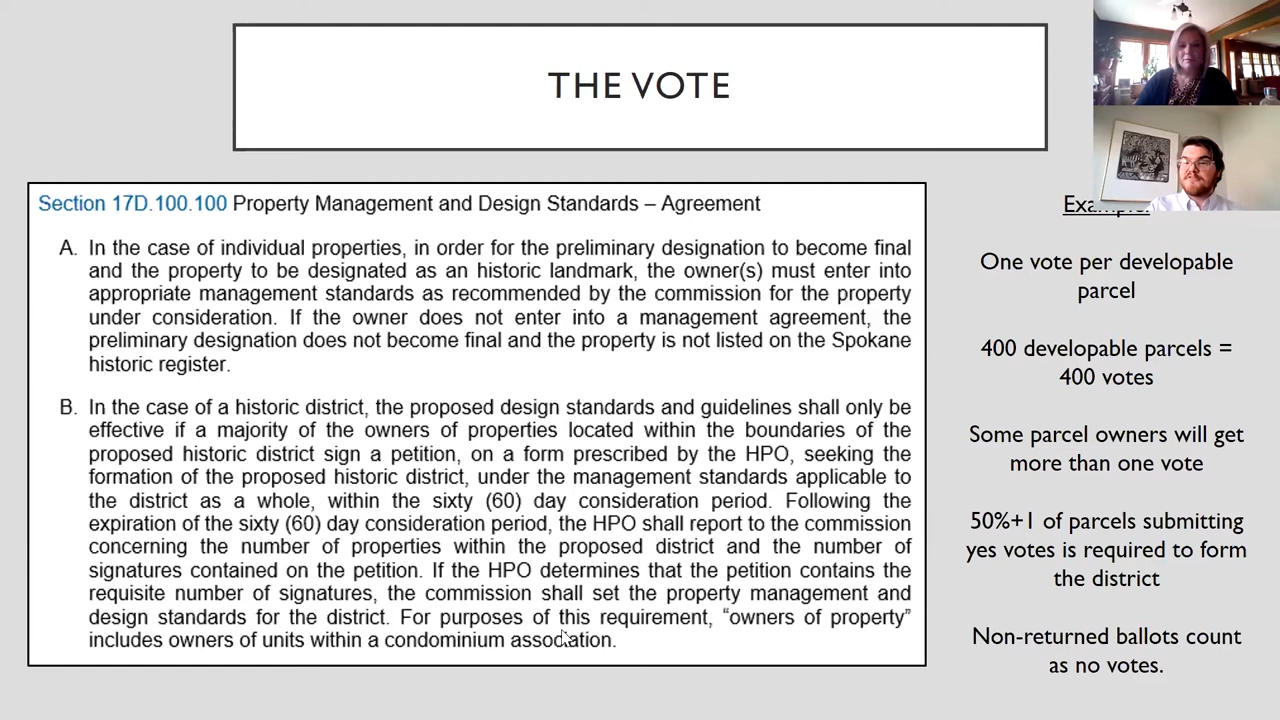 THE VOTE
Section 17D.100.100 Property Management and Design Standards – Agreement
A. In the case of individual properties, in order for the preliminary designation to become final
and the property to be designated as an historic landmark, the owner(s) must enter into
appropriate management standards as recommended by the commission for the property
under consideration. If the owner does not enter into a management agreement, the
preliminary designation does not become final and the property is not listed on the Spokane
historic register.
B. In the case of a historic district, the proposed design standards and guidelines shall only be
effective if a majority of the owners of properties located within the boundaries of the
proposed historic district sign a petition, on a form prescribed by the HPO, seeking the
formation of the proposed historic district, under the management standards applicable to
the district as a whole, within the sixty (60) day consideration period. Following the
expiration of the sixty (60) day consideration period, the HPO shall report to the commission
concerning the number of properties within the proposed district and the number of
signatures contained on the petition. If the HPO determines that the petition contains the
requisite number of signatures, the commission shall set the property management and
design standards for the district. For purposes of this requirement, “owners of property”
includes owners of units within a condominium association.
One vote per developable
parcel
400 developable parcels =
400 votes
Some parcel owners will get
more than one vote
50%+1 of parcels submitting
yes votes is required to form
the district
Non-returned ballots count
as no votes.